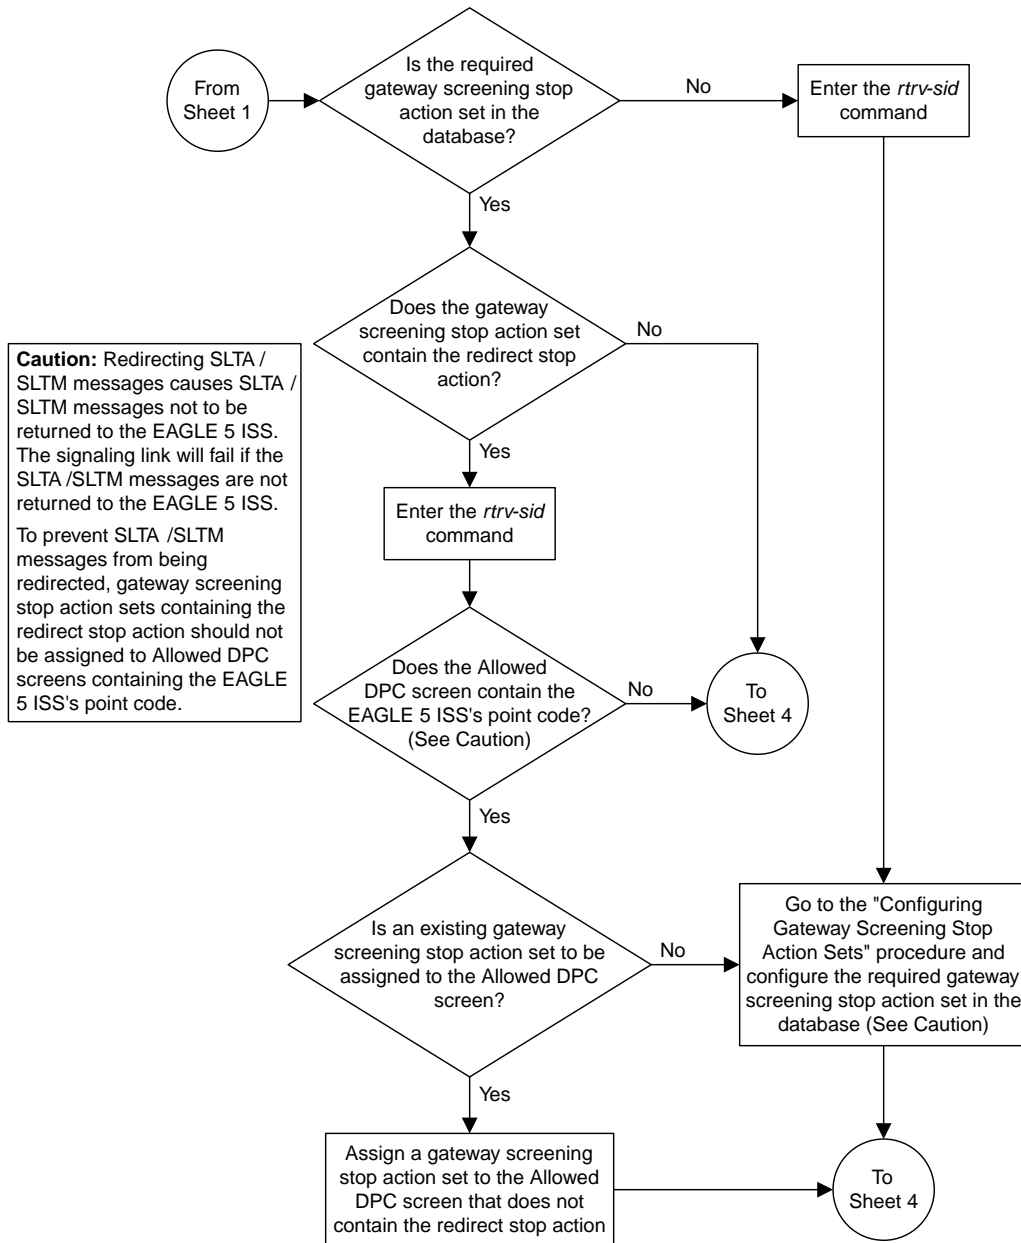 From
Sheet 1
Is the required
gateway screening stop
action set in the
database?
No
Enter the rtrv-sid
command
Yes
Does the gateway
screening stop action set
contain the redirect stop
action?
No
Yes
Caution: Redirecting SLTA /
SLTM messages causes SLTA /
SLTM messages not to be
returned to the EAGLE 5 ISS.
The signaling link will fail if the
SLTA /SLTM messages are not
returned to the EAGLE 5 ISS.
To prevent SLTA /SLTM
messages from being
redirected, gateway screening
stop action sets containing the
redirect stop action should not
be assigned to Allowed DPC
screens containing the EAGLE
5 ISS's point code.
Enter the rtrv-sid
command
Does the Allowed
DPC screen contain the
EAGLE 5 ISS's point code?
(See Caution)
No
To
Sheet 4
Yes
Is an existing gateway
screening stop action set to be
assigned to the Allowed DPC
screen?
No
Go to the "Configuring
Gateway Screening Stop
Action Sets" procedure and
configure the required gateway
screening stop action set in the
database (See Caution)
Yes
Assign a gateway screening
stop action set to the Allowed
DPC screen that does not
contain the redirect stop action
To
Sheet 4